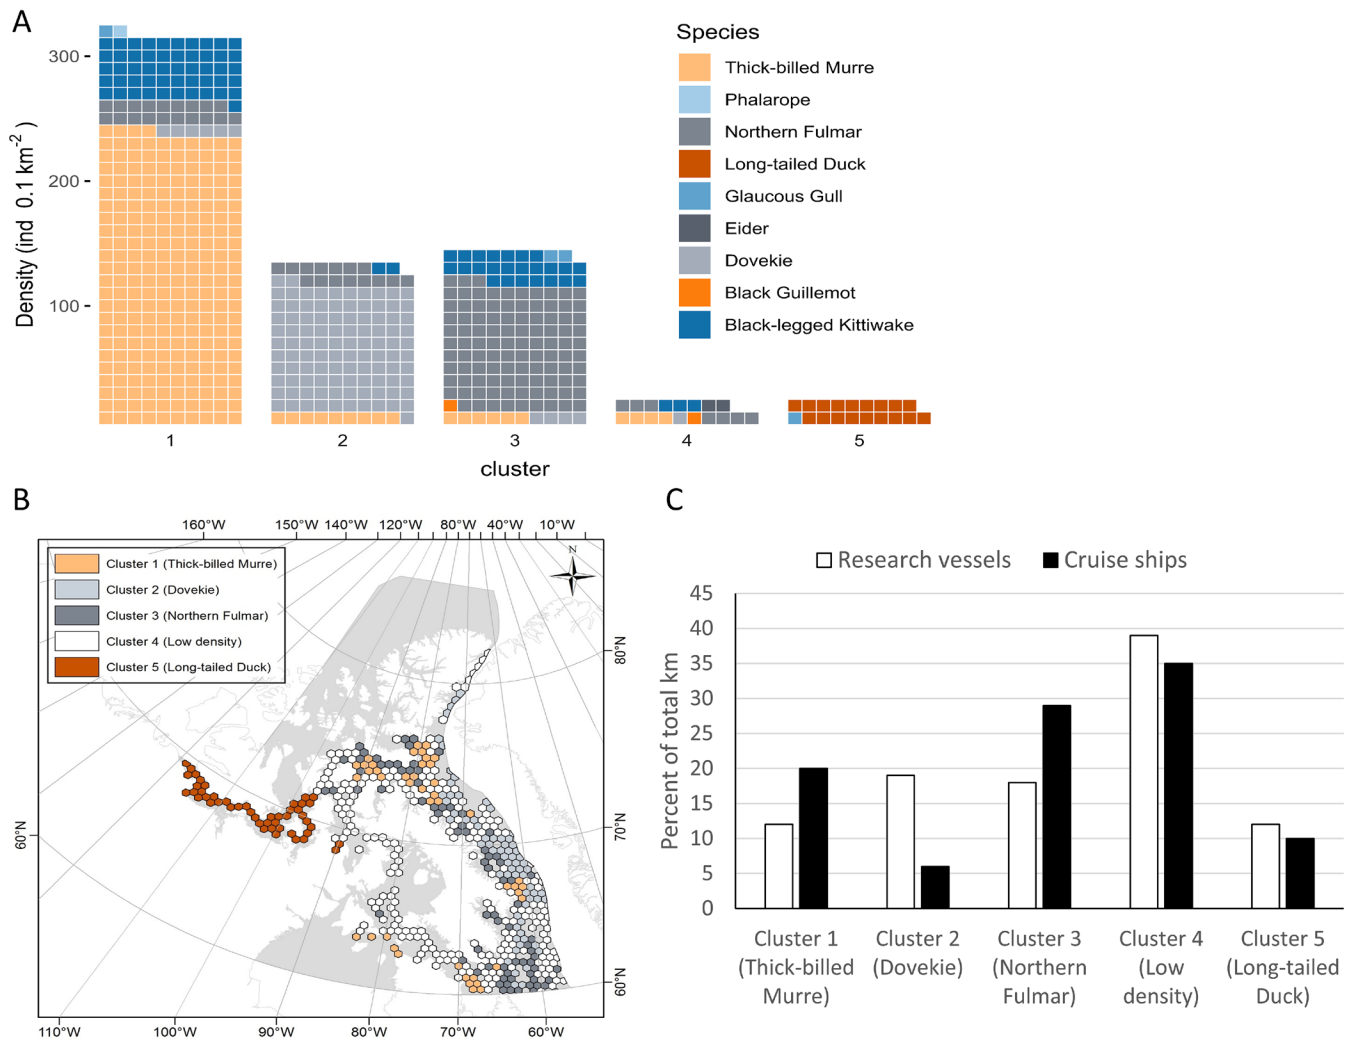 A
Density (ind 0.1 km-2)
300
200
100
1
2
3
4
5
cluster
Species
Thick-billed Murre
Phalarope
Northern Fulmar
Long-tailed Duck
Glaucous Gull
Eider
Dovekie
Black Guillemot
Black-legged Kittiwake
B
160°W
150°W
140°W
120°W
80°W
40°W
10°W
Cluster 1 (Thick-billed Murre)
Cluster 2 (Dovekie)
Cluster 3 (Northern Fulmar)
Cluster 4 (Low density)
Cluster 5 (Long-tailed Duck)
N
80°N
70°N
60°N
60°N
110°W
100°W
90°W
80°W
70°W
60°W
C
Research vessels
Cruise ships
Percent of total km
45
40
35
30
25
20
15
10
5
0
Cluster 1
(Thick-billed
Murre)
Cluster 2
(Dovekie)
Cluster 3
(Northern
Fulmar)
Cluster 4
(Low
density)
Cluster 5
(Long-tailed
Duck)